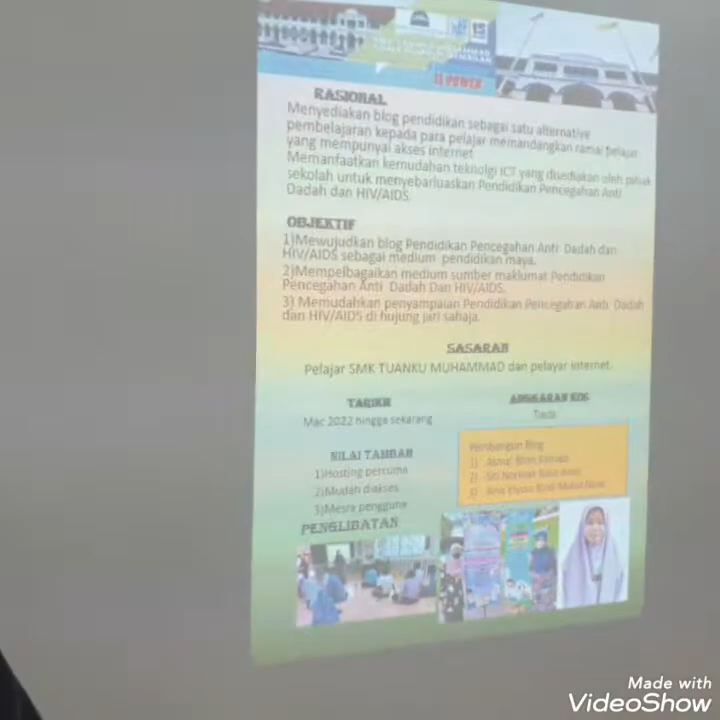 RASIONAL
Menyediakan blog pendidikan sebagai satu alternative
pembelajaran kepada para pelajar memandangkan ramai pelajar
yang mempunyai akses internet
Memanfaatkan kemudahan teknolgi ICT yang disediakan oleh pihak
sekolah untuk menyebarluaskan Pendidikan Pencegahan Anti
Dadah dan HIV/AIDS.
OBJEKTIF
1)Mewujudkan blog Pendidikan Pencegahan Anti Dadah dan
HIV/AIDS sebagai medium pendidikan maya.
2)Mempelbagaikan medium sumber maklumat Pendidikan
Pencegahan Anti Dadah Dan HIV/AIDS.
3) Memudahkan penyampaian Pendidikan Pencegahan Anti Dadah
dan HIV/AIDS di hujung jari sahaja.
SASARAN
Pelajar SMK TUANKU MUHAMMAD dan pelayar internet
TARIKH
Mac 2022 hingga sekarang
ANGGARAN KOS
Tiada
NILAI TAMBAH
1)Hosting percuma
2)Mudah diakses
3)Mesra pengguna
Pembangun Blog
1)
2) Siti
3)
PENGLIBATAN
Made with
VideoShow